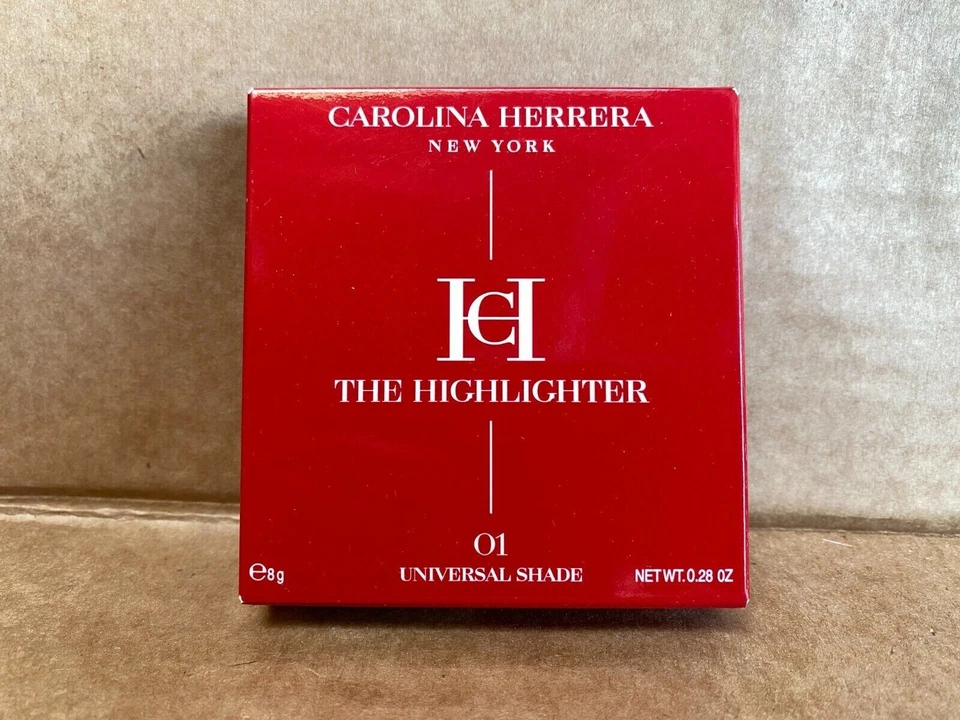 CAROLINA HERRERA
NEW YORK
CH
THE HIGHLIGHTER
01
UNIVERSAL SHADE
℮8g
NET WT. 0.28 OZ